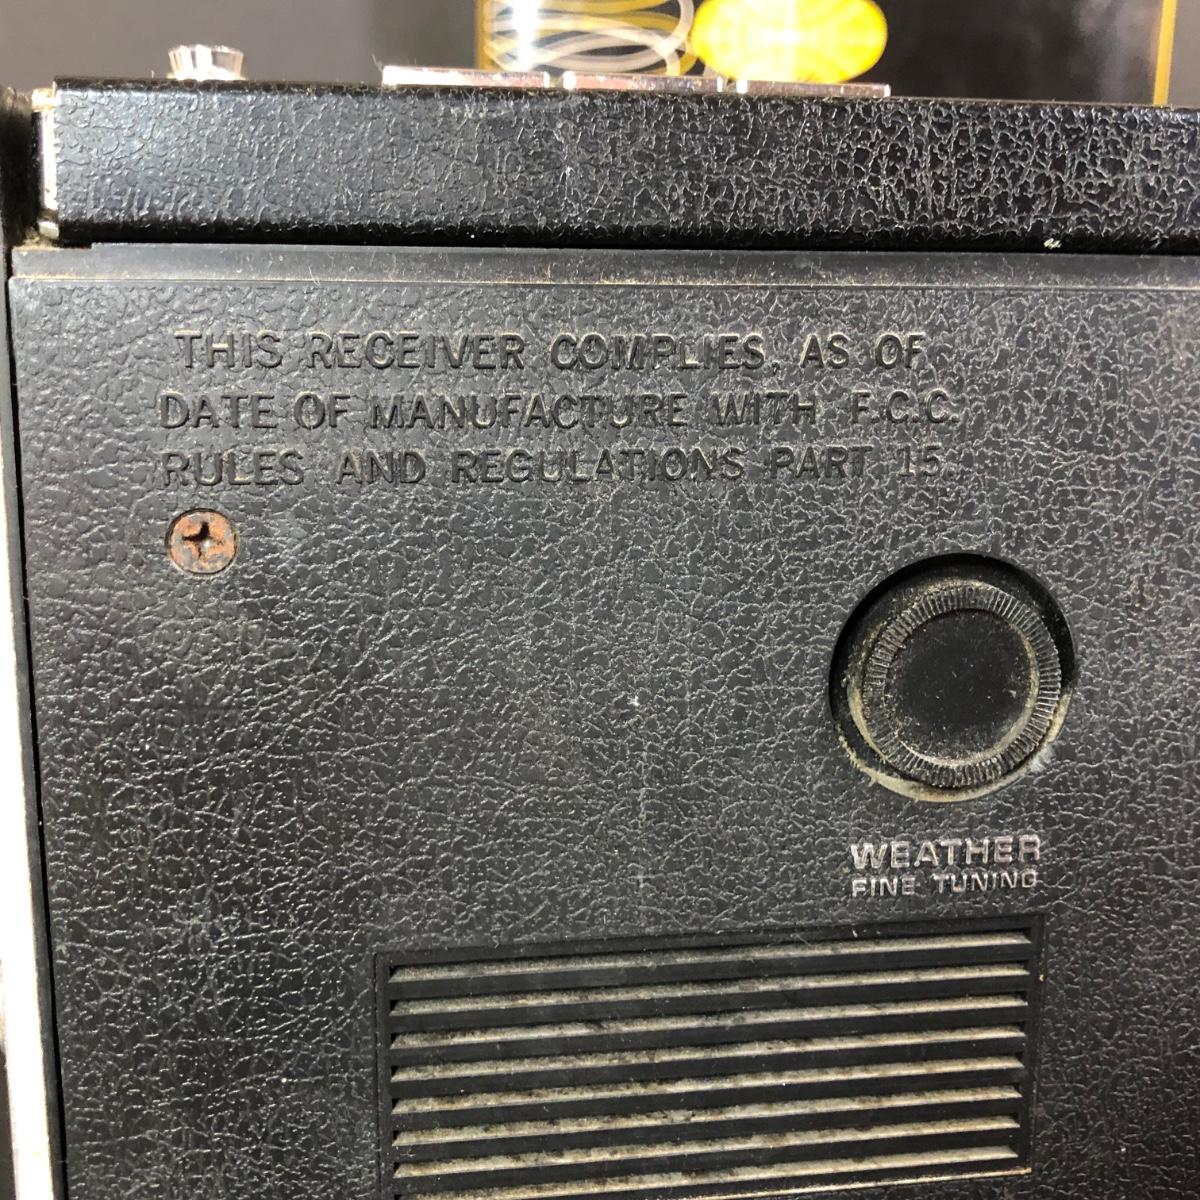 THIS RECEIVER COMPLIES, AS OF
DATE OF MANUFACTURE WITH F.C.C.
RULES AND REGULATIONS PART 15.
WEATHER
FINE TUNING